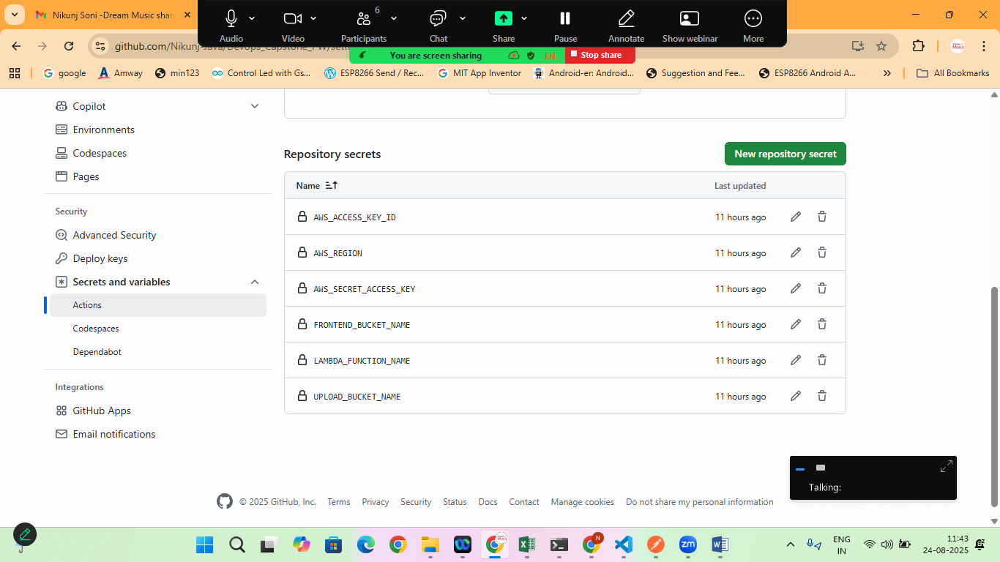 Nikunj Soni -Dream Music shar
6
Audio
Video
Participants
Chat
Share
Pause
Annotate
Show webinar
More
You are screen sharing
EN
Stop share
google
Amway
min123
Control Led with Gs...
ESP8266 Send / Rec...
MIT App Inventor
Android-er: Android...
Suggestion and Fee...
ESP8266 Android A...
All Bookmarks
Copilot
Environments
Codespaces
Pages
Security
Advanced Security
Deploy keys
Secrets and variables
Actions
Codespaces
Dependabot
Integrations
GitHub Apps
Email notifications
Repository secrets
New repository secret
Name
Last updated
AWS_ACCESS_KEY_ID 11 hours ago
AWS_REGION 11 hours ago
AWS_SECRET_ACCESS_KEY 11 hours ago
FRONTEND_BUCKET_NAME 11 hours ago
LAMBDA_FUNCTION_NAME 11 hours ago
UPLOAD_BUCKET_NAME 11 hours ago
Talking:
© 2025 GitHub, Inc. Terms Privacy Security Status Docs Contact Manage cookies Do not share my personal information
ENG
IN
11:43
24-08-2025